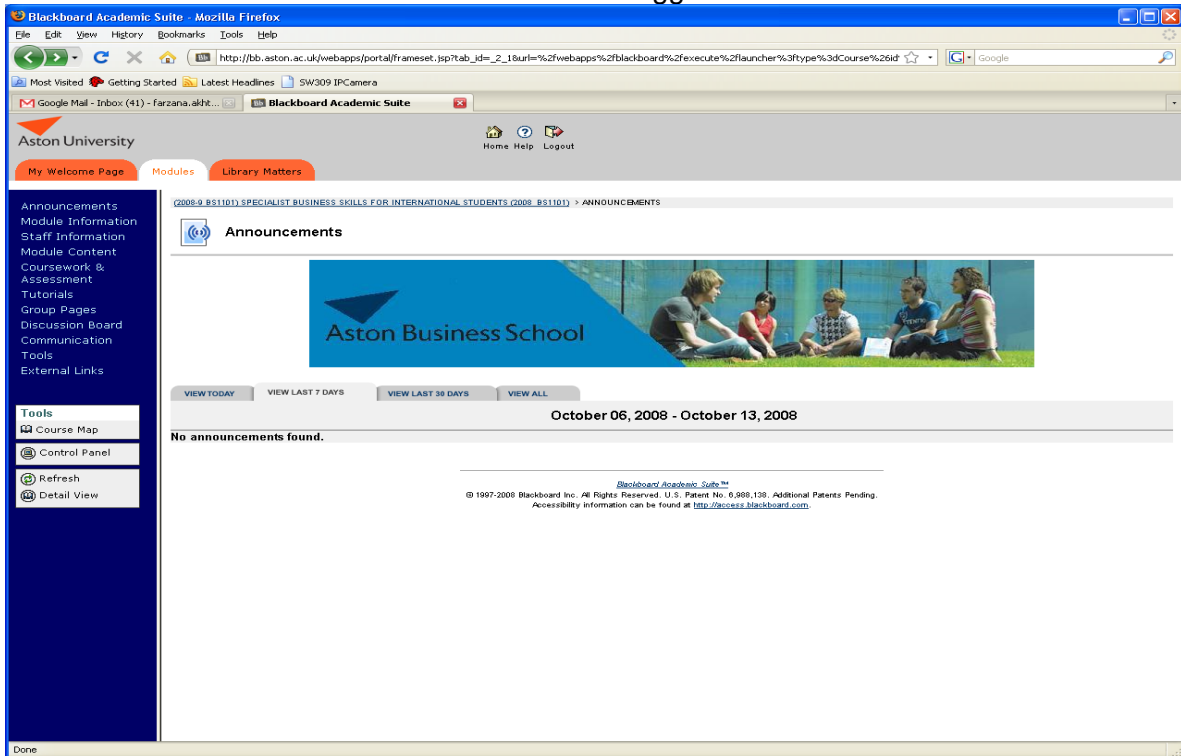 Blackboard Academic Suite - Mozilla Firefox
File Edit View History Bookmarks Tools Help
http://bb.aston.ac.uk/webapps/portal/frameset.jsp?tab_id=_2_1&url=%2fwebapps%2fblackboard%2fexecute%2flauncher%3ftype%3dCourse%26id
Google
Most Visited Getting Started Latest Headlines SW309 IPCamera
Google Mail - Inbox (41) - farzana.akht... Blackboard Academic Suite
Aston University
Home Help Logout
My Welcome Page Modules Library Matters
(2008-9 BS1101) SPECIALIST BUSINESS SKILLS FOR INTERNATIONAL STUDENTS (2008_BS1101) > ANNOUNCEMENTS
Announcements
Announcements
Module Information
Staff Information
Module Content
Coursework &
Assessment
Tutorials
Group Pages
Discussion Board
Communication
Tools
External Links
Tools
Course Map
Control Panel
Refresh
Detail View
Aston Business School
VIEW TODAY VIEW LAST 7 DAYS VIEW LAST 30 DAYS VIEW ALL
October 06, 2008 - October 13, 2008
No announcements found.
Blackboard Academic Suite™
© 1997-2008 Blackboard Inc. All Rights Reserved. U.S. Patent No. 6,988,138. Additional Patents Pending.
Accessibility information can be found at http://access.blackboard.com.
Done